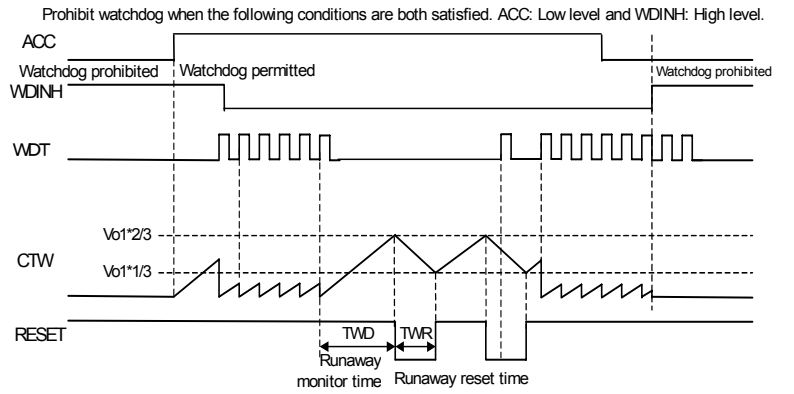 Prohibit watchdog when the following conditions are both satisfied. ACC: Low level and WDINH: High level.
ACC
Watchdog prohibited
Watchdog permitted
Watchdog prohibited
WDINH
WDT
Vo1*2/3
CTW
Vo1*1/3
RESET
TWD
TWR
Runaway
monitor time
Runaway reset time